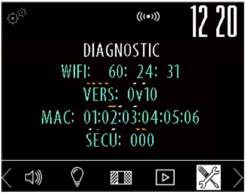 12 20
DIAGNOSTIC
WIFI: 60: 24: 31
VERS: 0v10
MAC: 01:02:03:04:05:06
SECU: 000